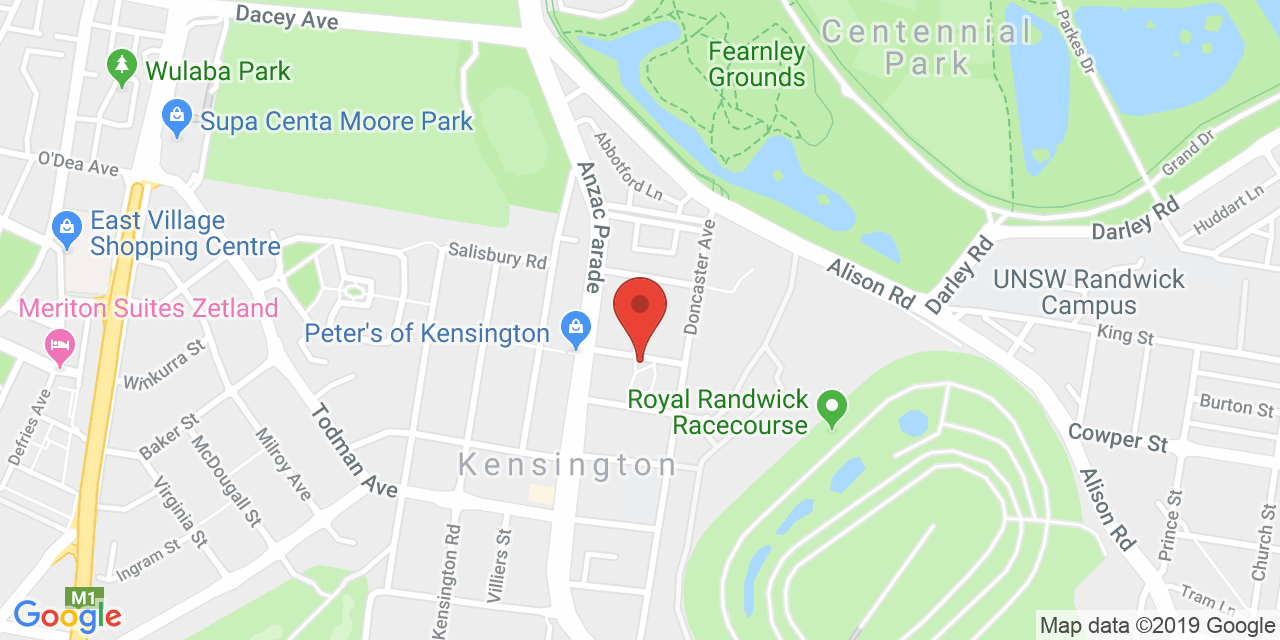 Dacey Ave
Centennial
Park
Parkes Dr
Fearnley
Grounds
Wulaba Park
Supa Centa Moore Park
O'Dea Ave
Abbotford Ln
Grand Dr
Huddart Ln
Darley Rd
East Village
Shopping Centre
Anzac Parade
Salisbury Rd
Doncaster Ave
Alison Rd
Darley Rd
UNSW Randwick
Campus
Meriton Suites Zetland
Peter's of Kensington
King St
Winkurra St
Defries Ave
Royal Randwick
Racecourse
Burton St
Todman Ave
Baker St
McDougall St
Milroy Ave
Cowper St
Kensington
Alison Rd
Virginia St
Ingram St
Kensington Rd
Villiers St
Prince St
Church St
Tram Ln
M1
Google
Map data ©2019 Google